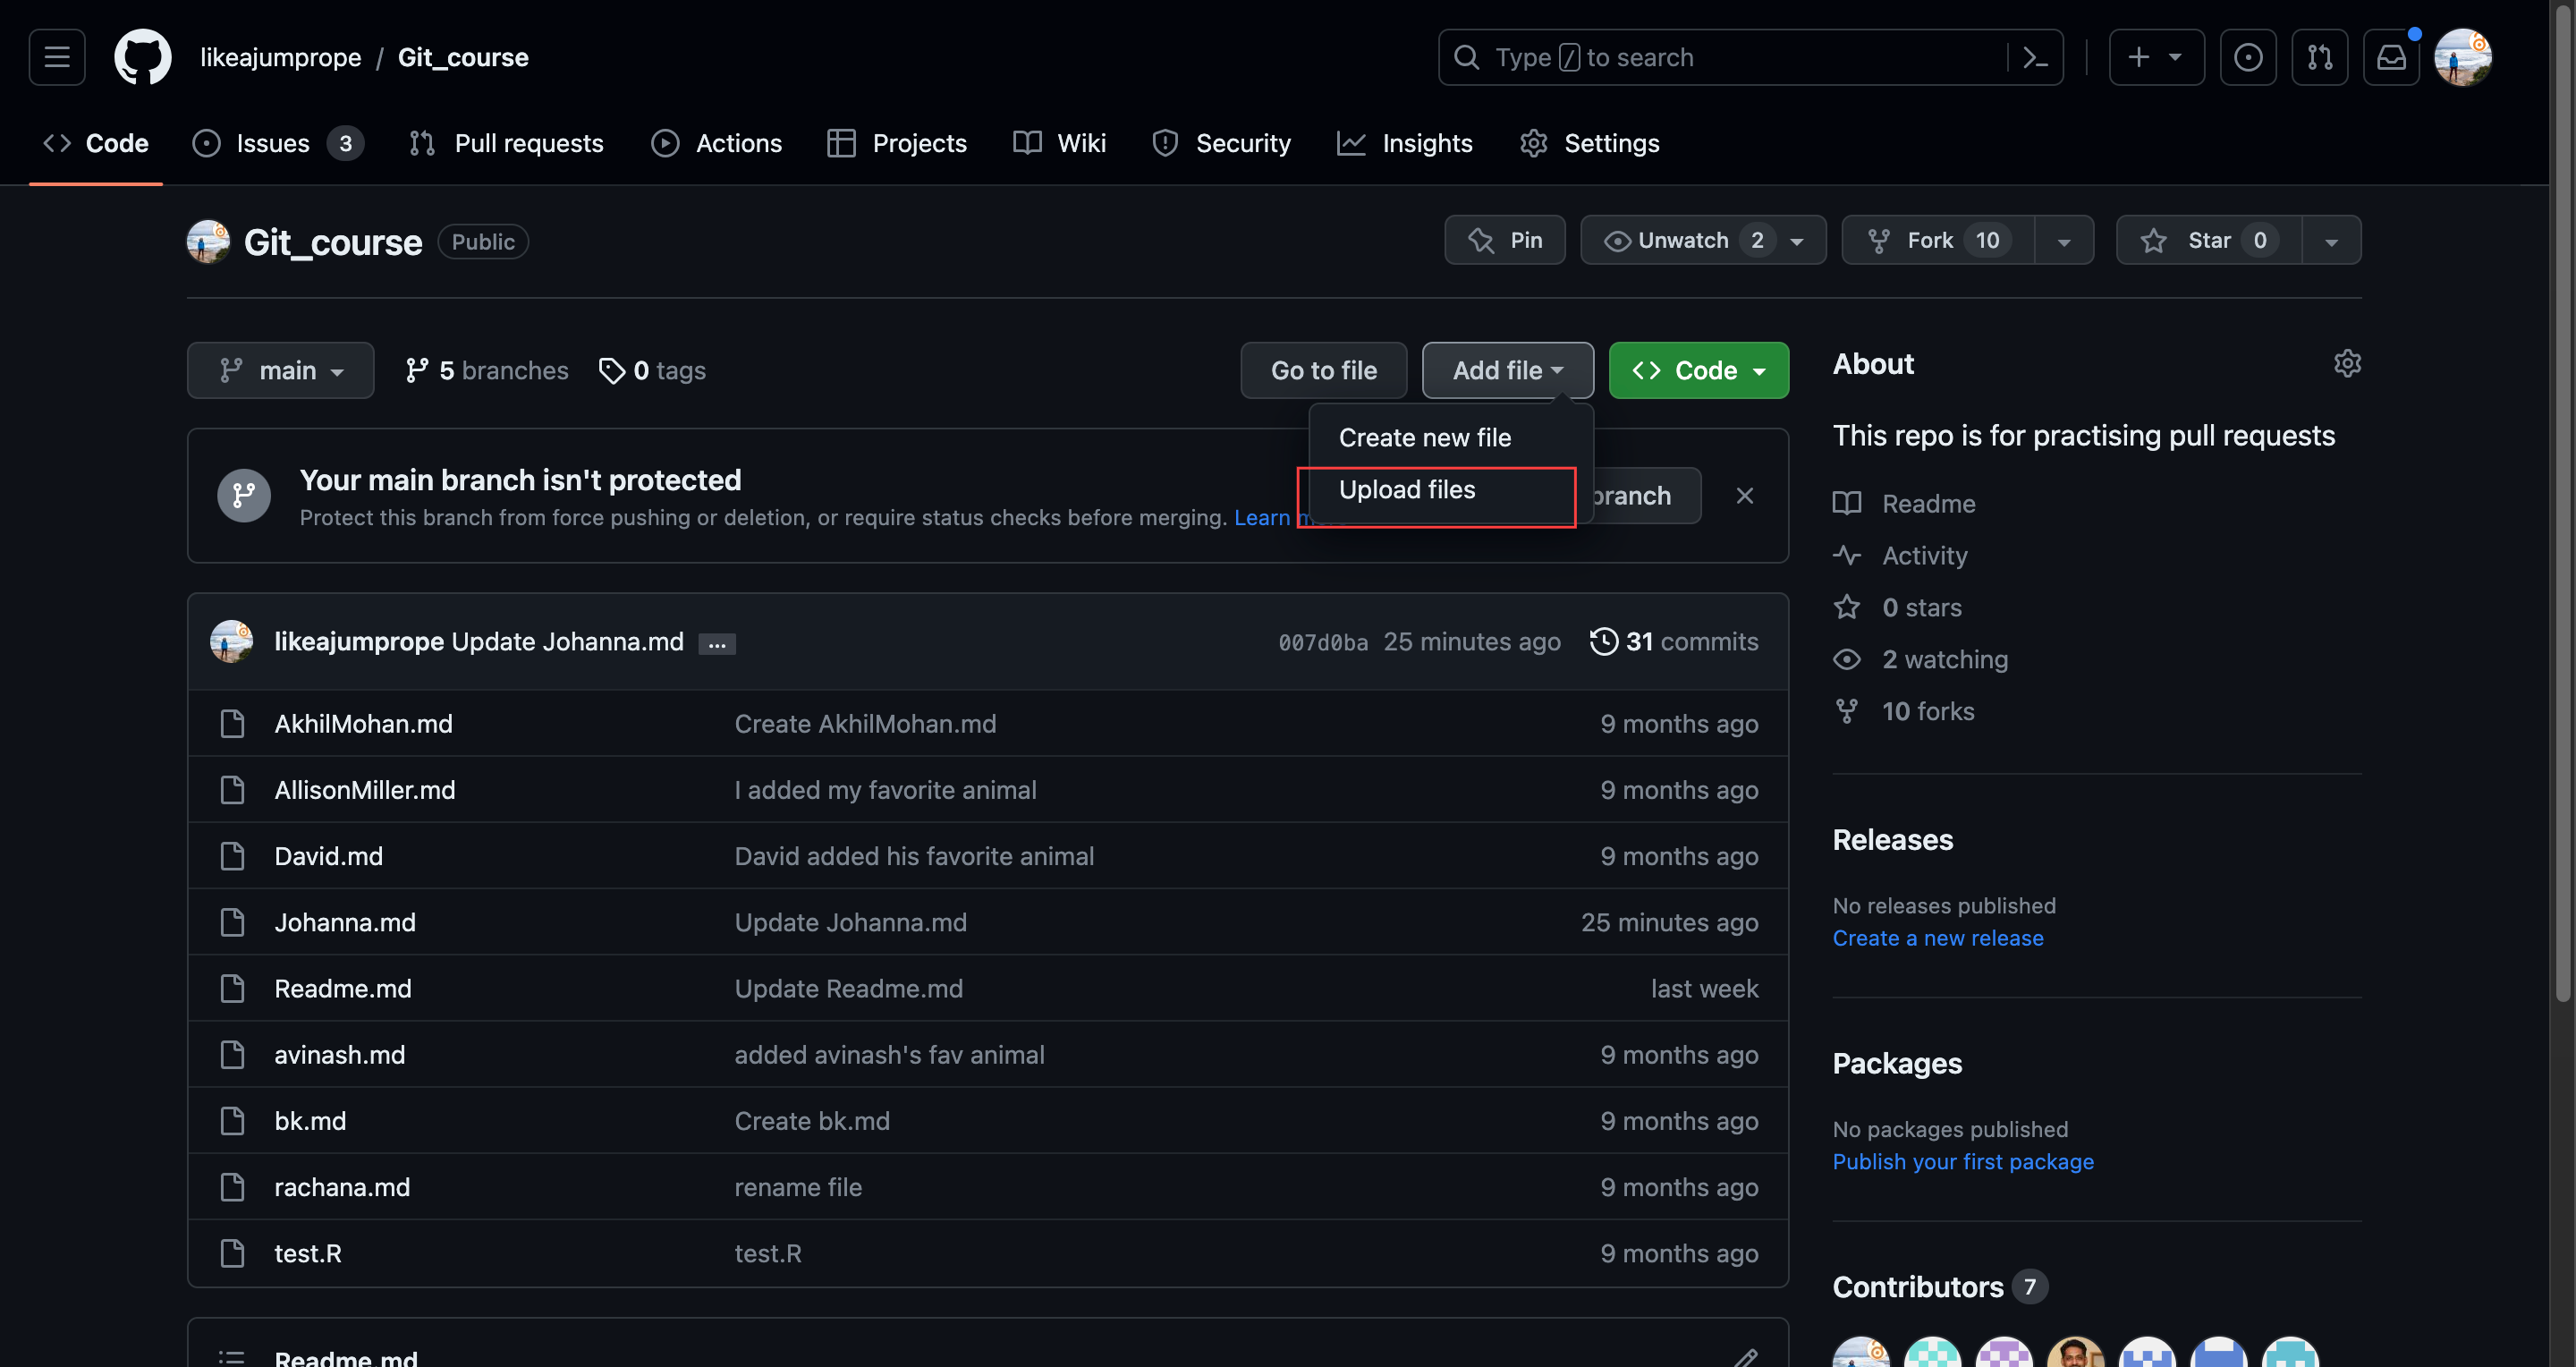 likeajumprope / Git_course
Type / to search
Code
Issues 3
Pull requests
Actions
Projects
Wiki
Security
Insights
Settings
Git_course Public
Pin
Unwatch 2
Fork 10
Star 0
main
5 branches
0 tags
Go to file
Add file
Code
Create new file
Upload files
Your main branch isn't protected
Protect this branch from force pushing or deletion, or require status checks before merging. Learn
branch
likeajumprope Update Johanna.md ...
007d0ba 25 minutes ago
31 commits
AkhilMohan.md Create AkhilMohan.md 9 months ago
AllisonMiller.md I added my favorite animal 9 months ago
David.md David added his favorite animal 9 months ago
Johanna.md Update Johanna.md 25 minutes ago
Readme.md Update Readme.md last week
avinash.md added avinash's fav animal 9 months ago
bk.md Create bk.md 9 months ago
rachana.md rename file 9 months ago
test.R test.R 9 months ago
Readme.md
About
This repo is for practising pull requests
Readme
Activity
0 stars
2 watching
10 forks
Releases
No releases published
Create a new release
Packages
No packages published
Publish your first package
Contributors 7